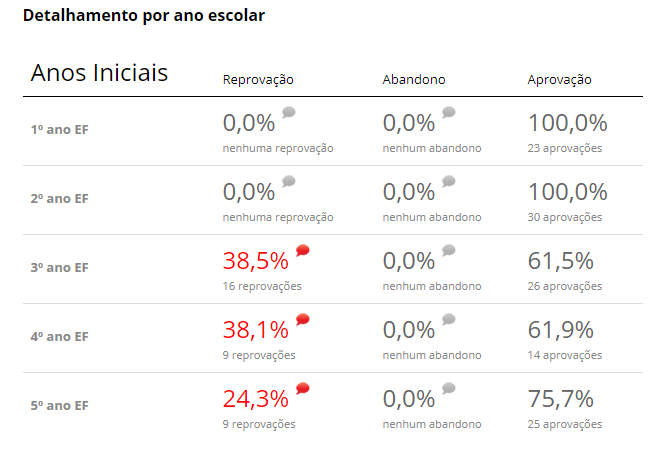 Detalhamento por ano escolar
Anos Iniciais Reprovação Abandono Aprovação
1º ano EF 0,0% 0,0% 100,0%
nenhuma reprovação nenhum abandono 23 aprovações
2º ano EF 0,0% 0,0% 100,0%
nenhuma reprovação nenhum abandono 30 aprovações
3º ano EF 38,5% 0,0% 61,5%
16 reprovações nenhum abandono 26 aprovações
4º ano EF 38,1% 0,0% 61,9%
9 reprovações nenhum abandono 14 aprovações
5º ano EF 24,3% 0,0% 75,7%
9 reprovações nenhum abandono 25 aprovações